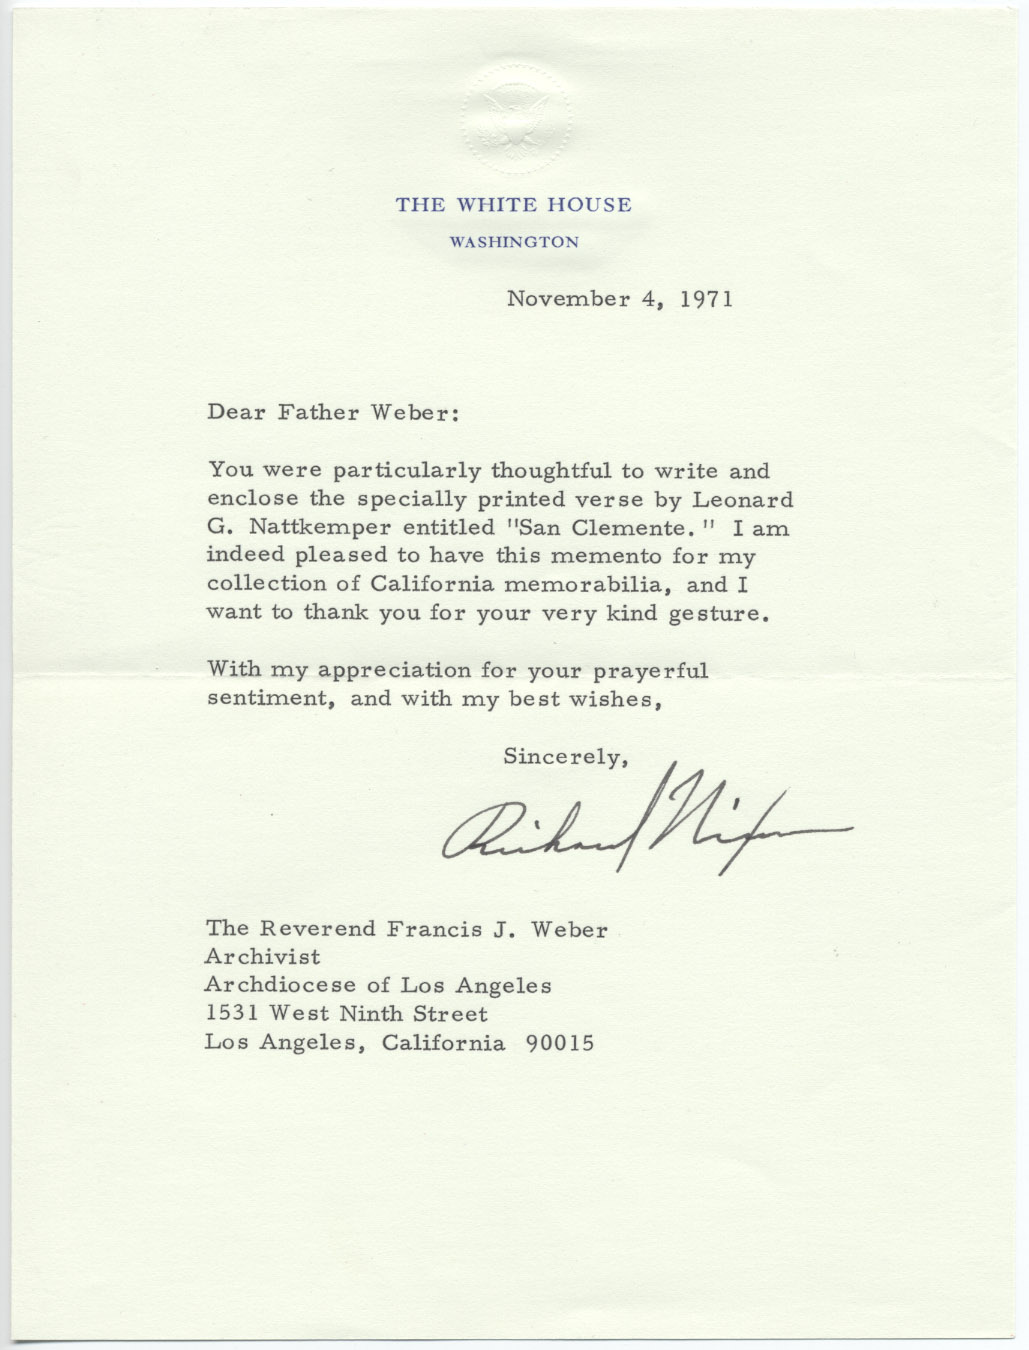 THE WHITE HOUSE
WASHINGTON
November 4, 1971
Dear Father Weber:
You were particularly thoughtful to write and
enclose the specially printed verse by Leonard
G. Nattkemper entitled "San Clemente." I am
indeed pleased to have this memento for my
collection of California memorabilia, and I
want to thank you for your very kind gesture.
With my appreciation for your prayerful
sentiment, and with my best wishes,
Sincerely,
Richard Nixon
The Reverend Francis J. Weber
Archivist
Archdiocese of Los Angeles
1531 West Ninth Street
Los Angeles, California 90015